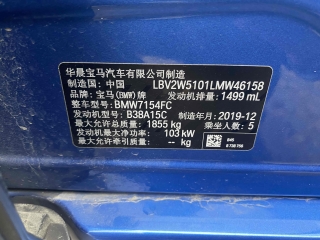 华晨宝马汽车有限公司制造
制造国：中国 LBV2W5101LMW46158
品牌：宝马(BMW)牌 发动机排量：1499 mL
整车型号：BMW7154FC
发动机型号：B38A15C 制造年月：2019-12
最大允许总质量：1855 kg 乘坐人数：5
发动机最大净功率：103 kW
最大允许牵引质量：-- kg